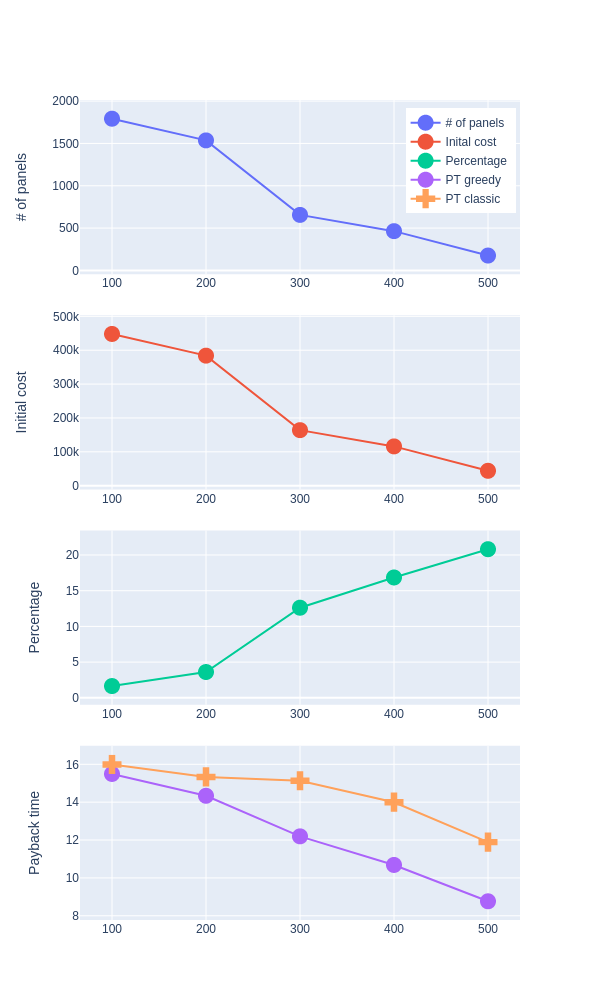 2000
1500
1000
500
0
# of panels
100 200 300 400 500
# of panels
Inital cost
Percentage
PT greedy
PT classic
500k
400k
300k
200k
100k
0
Initial cost
100 200 300 400 500
20
15
10
5
0
Percentage
100 200 300 400 500
16
14
12
10
8
Payback time
100 200 300 400 500